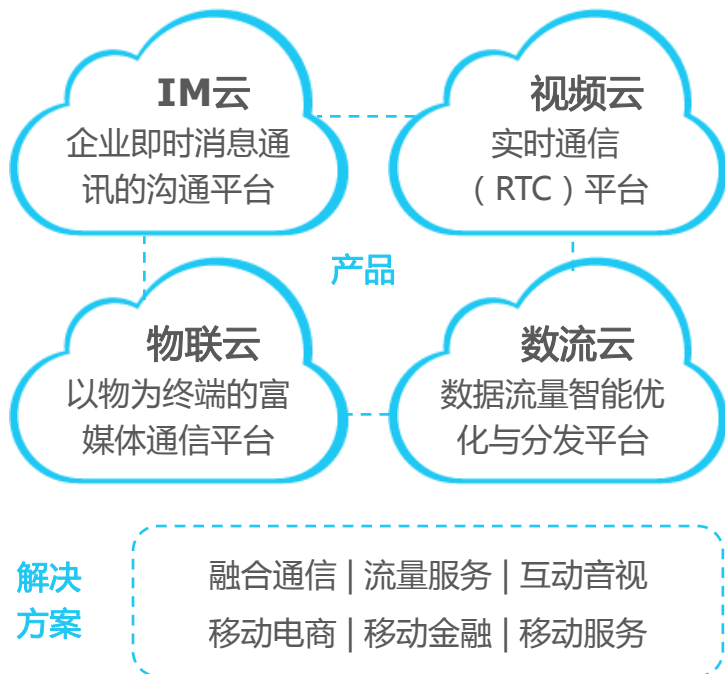 IM云
企业即时消息通
讯的沟通平台
视频云
实时通信
（RTC）平台
产品
物联云
以物为终端的富
媒体通信平台
数流云
数据流量智能优
化与分发平台
解决
方案
融合通信 | 流量服务 | 互动音视
移动电商 | 移动金融 | 移动服务